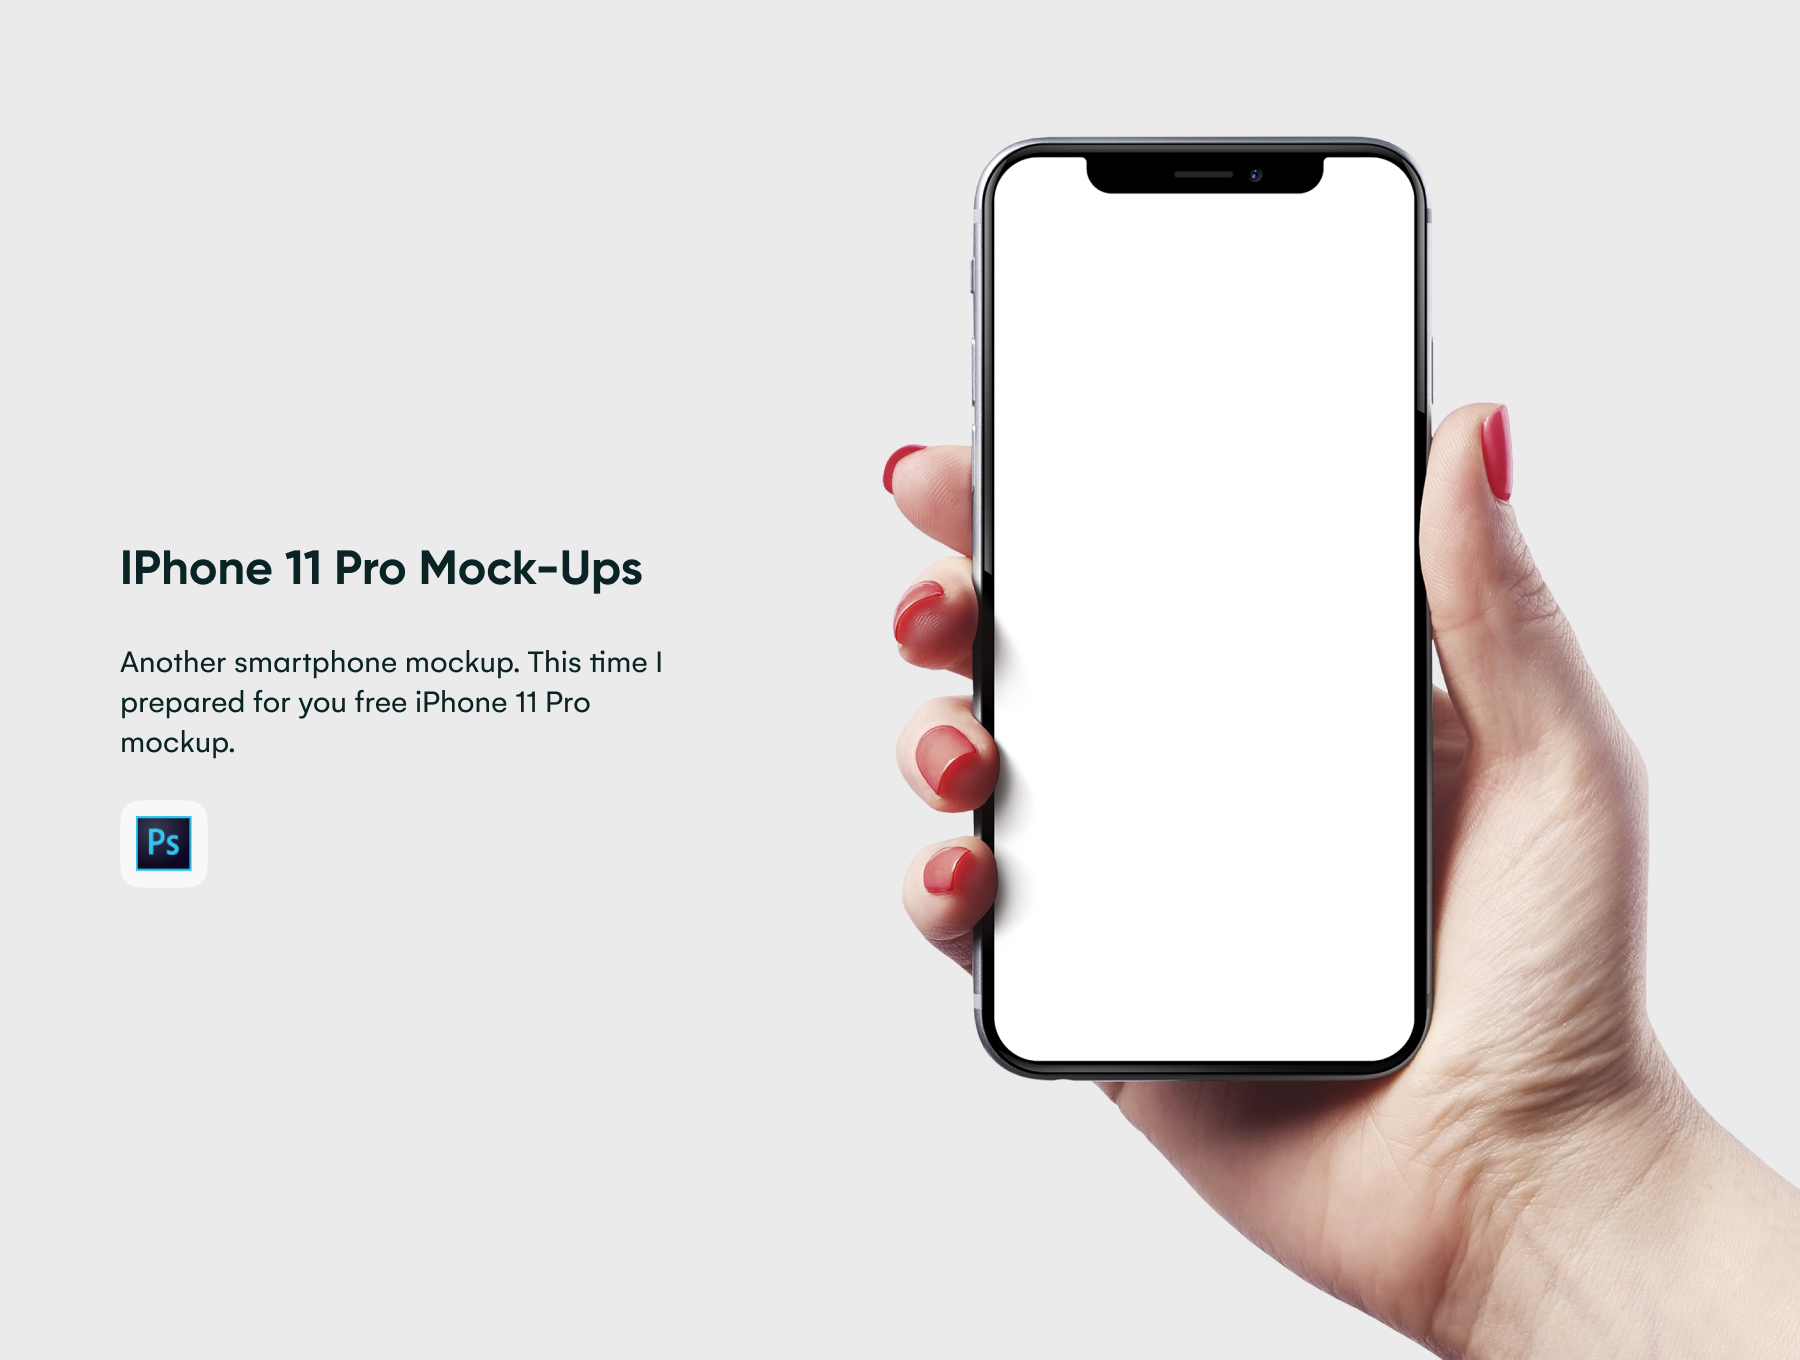 IPhone 11 Pro Mock-Ups
Another smartphone mockup. This time I
prepared for you free iPhone 11 Pro
mockup.
Ps